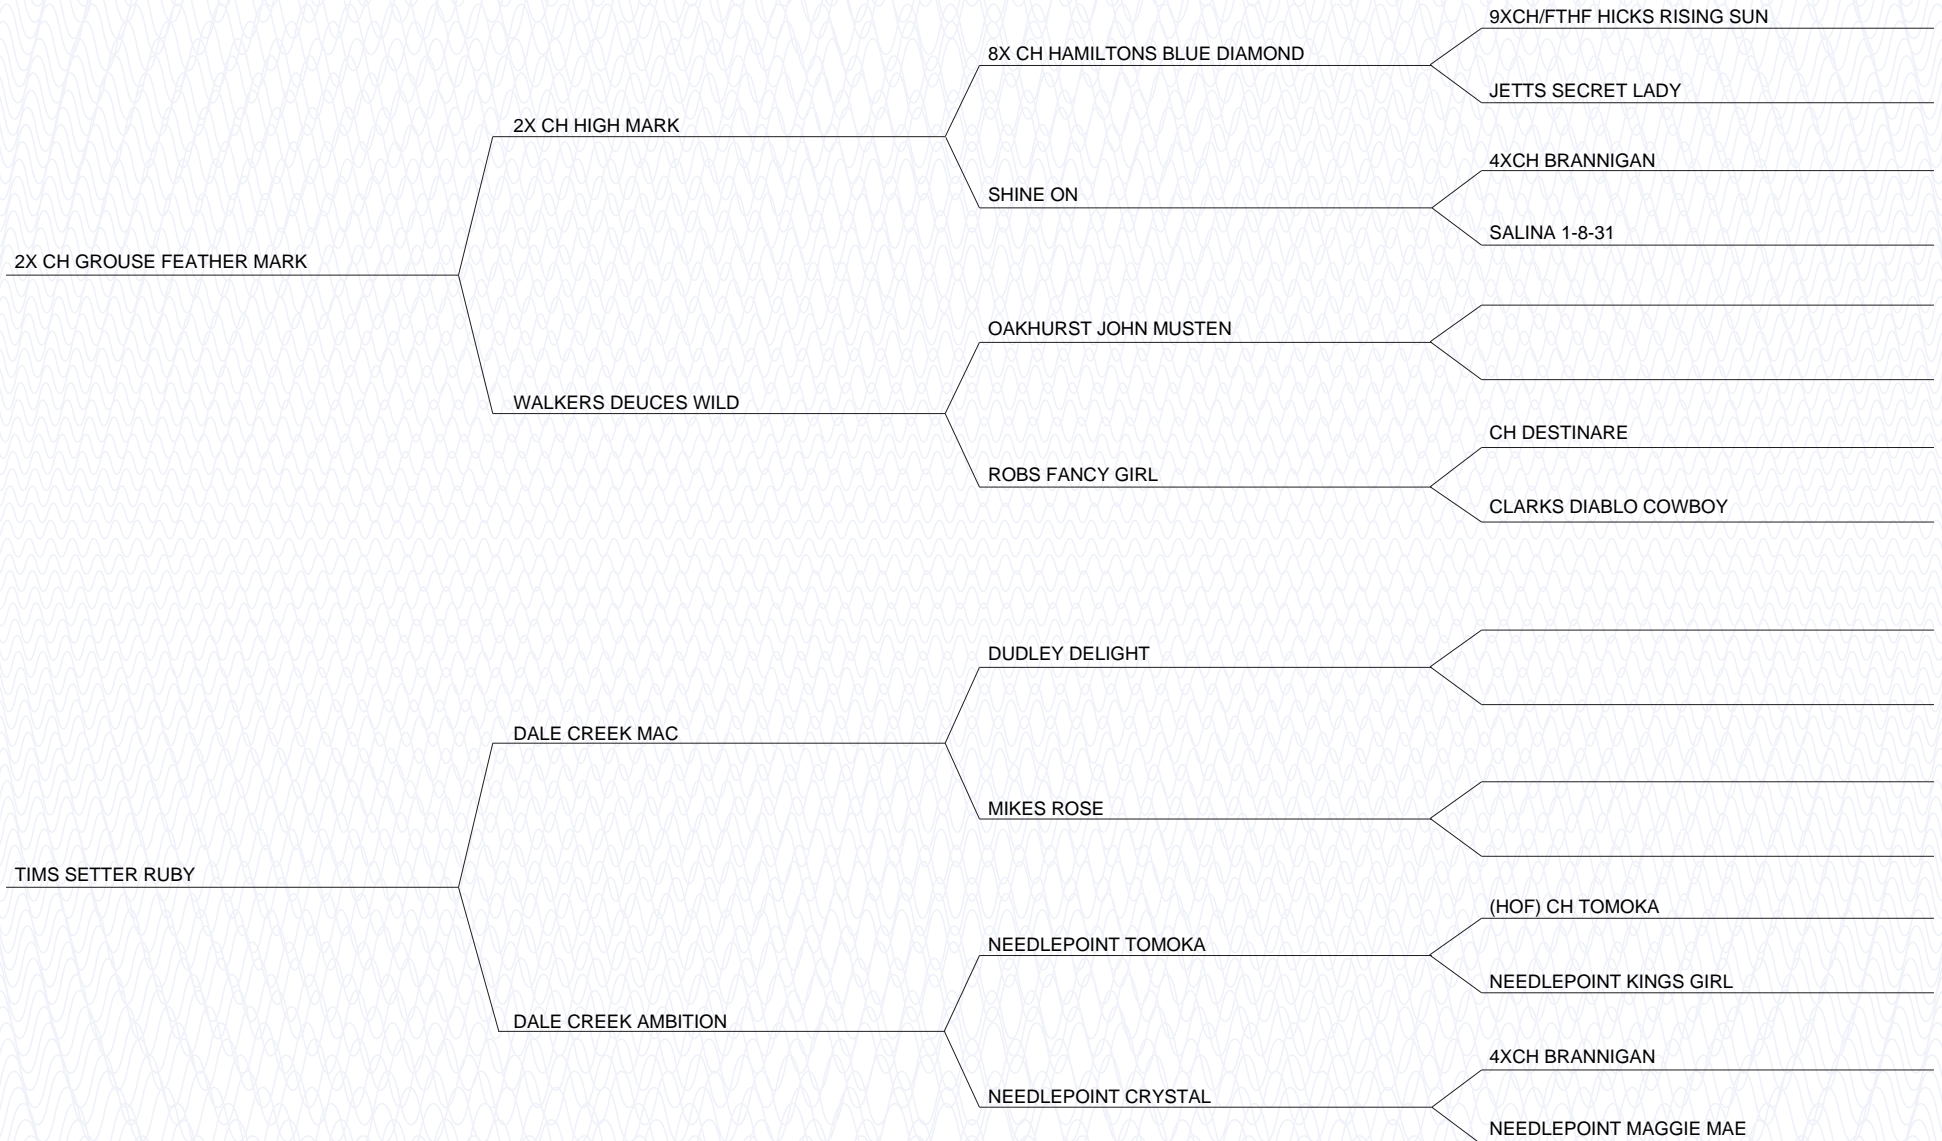 9XCH/FTHF HICKS RISING SUN
8X CH HAMILTONS BLUE DIAMOND
JETTS SECRET LADY
2X CH HIGH MARK
4XCH BRANNIGAN
SHINE ON
SALINA 1-8-31
2X CH GROUSE FEATHER MARK
OAKHURST JOHN MUSTEN
WALKERS DEUCES WILD
CH DESTINARE
ROBS FANCY GIRL
CLARKS DIABLO COWBOY
DUDLEY DELIGHT
DALE CREEK MAC
MIKES ROSE
TIMS SETTER RUBY
(HOF) CH TOMOKA
NEEDLEPOINT TOMOKA
NEEDLEPOINT KINGS GIRL
DALE CREEK AMBITION
4XCH BRANNIGAN
NEEDLEPOINT CRYSTAL
NEEDLEPOINT MAGGIE MAE